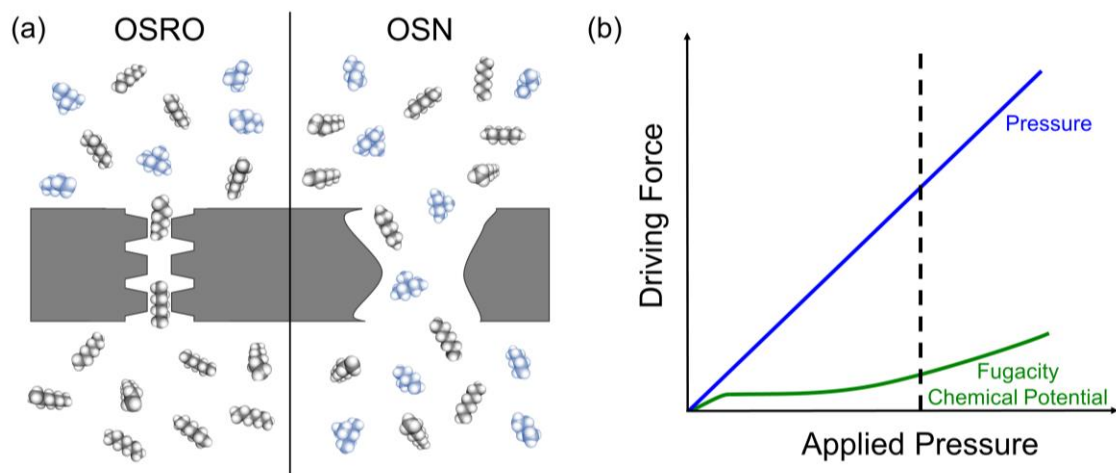 (a)
OSRO
OSN
(b)
Driving Force
Pressure
Fugacity
Chemical Potential
Applied Pressure